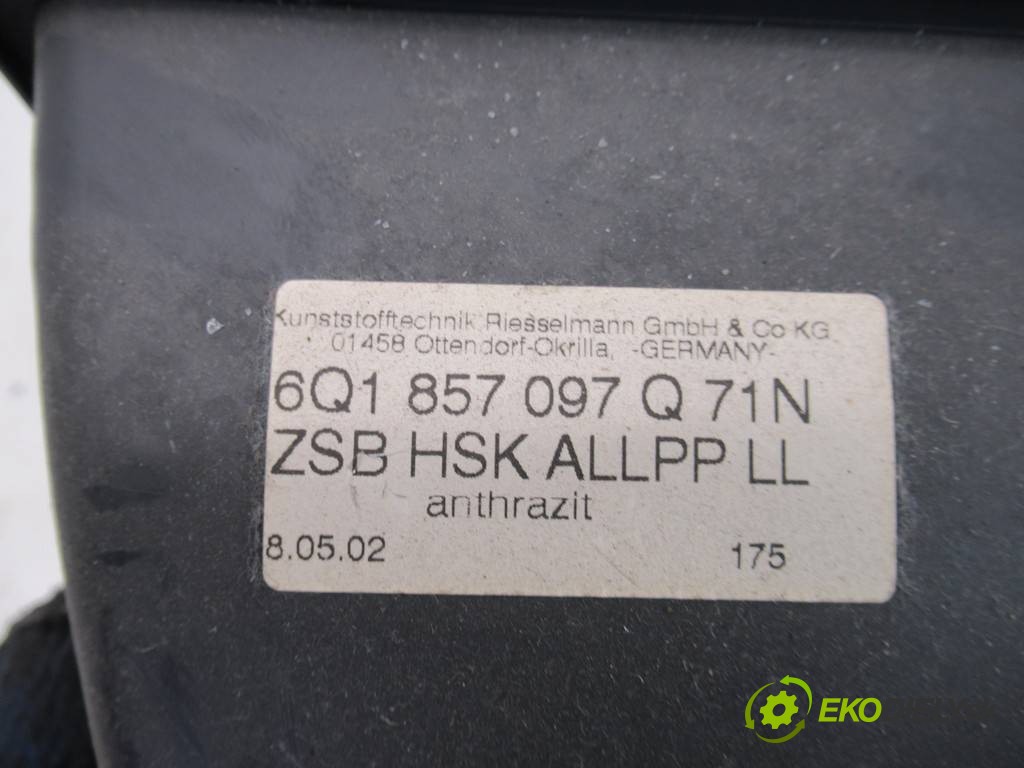 Kunststofftechnik Riesselmann GmbH & Co KG
01458 Ottendorf-Okrilla, -GERMANY-
6Q1 857 097 Q 71N
ZSB HSK ALLPP LL
anthrazit
8.05.02 175
EKO